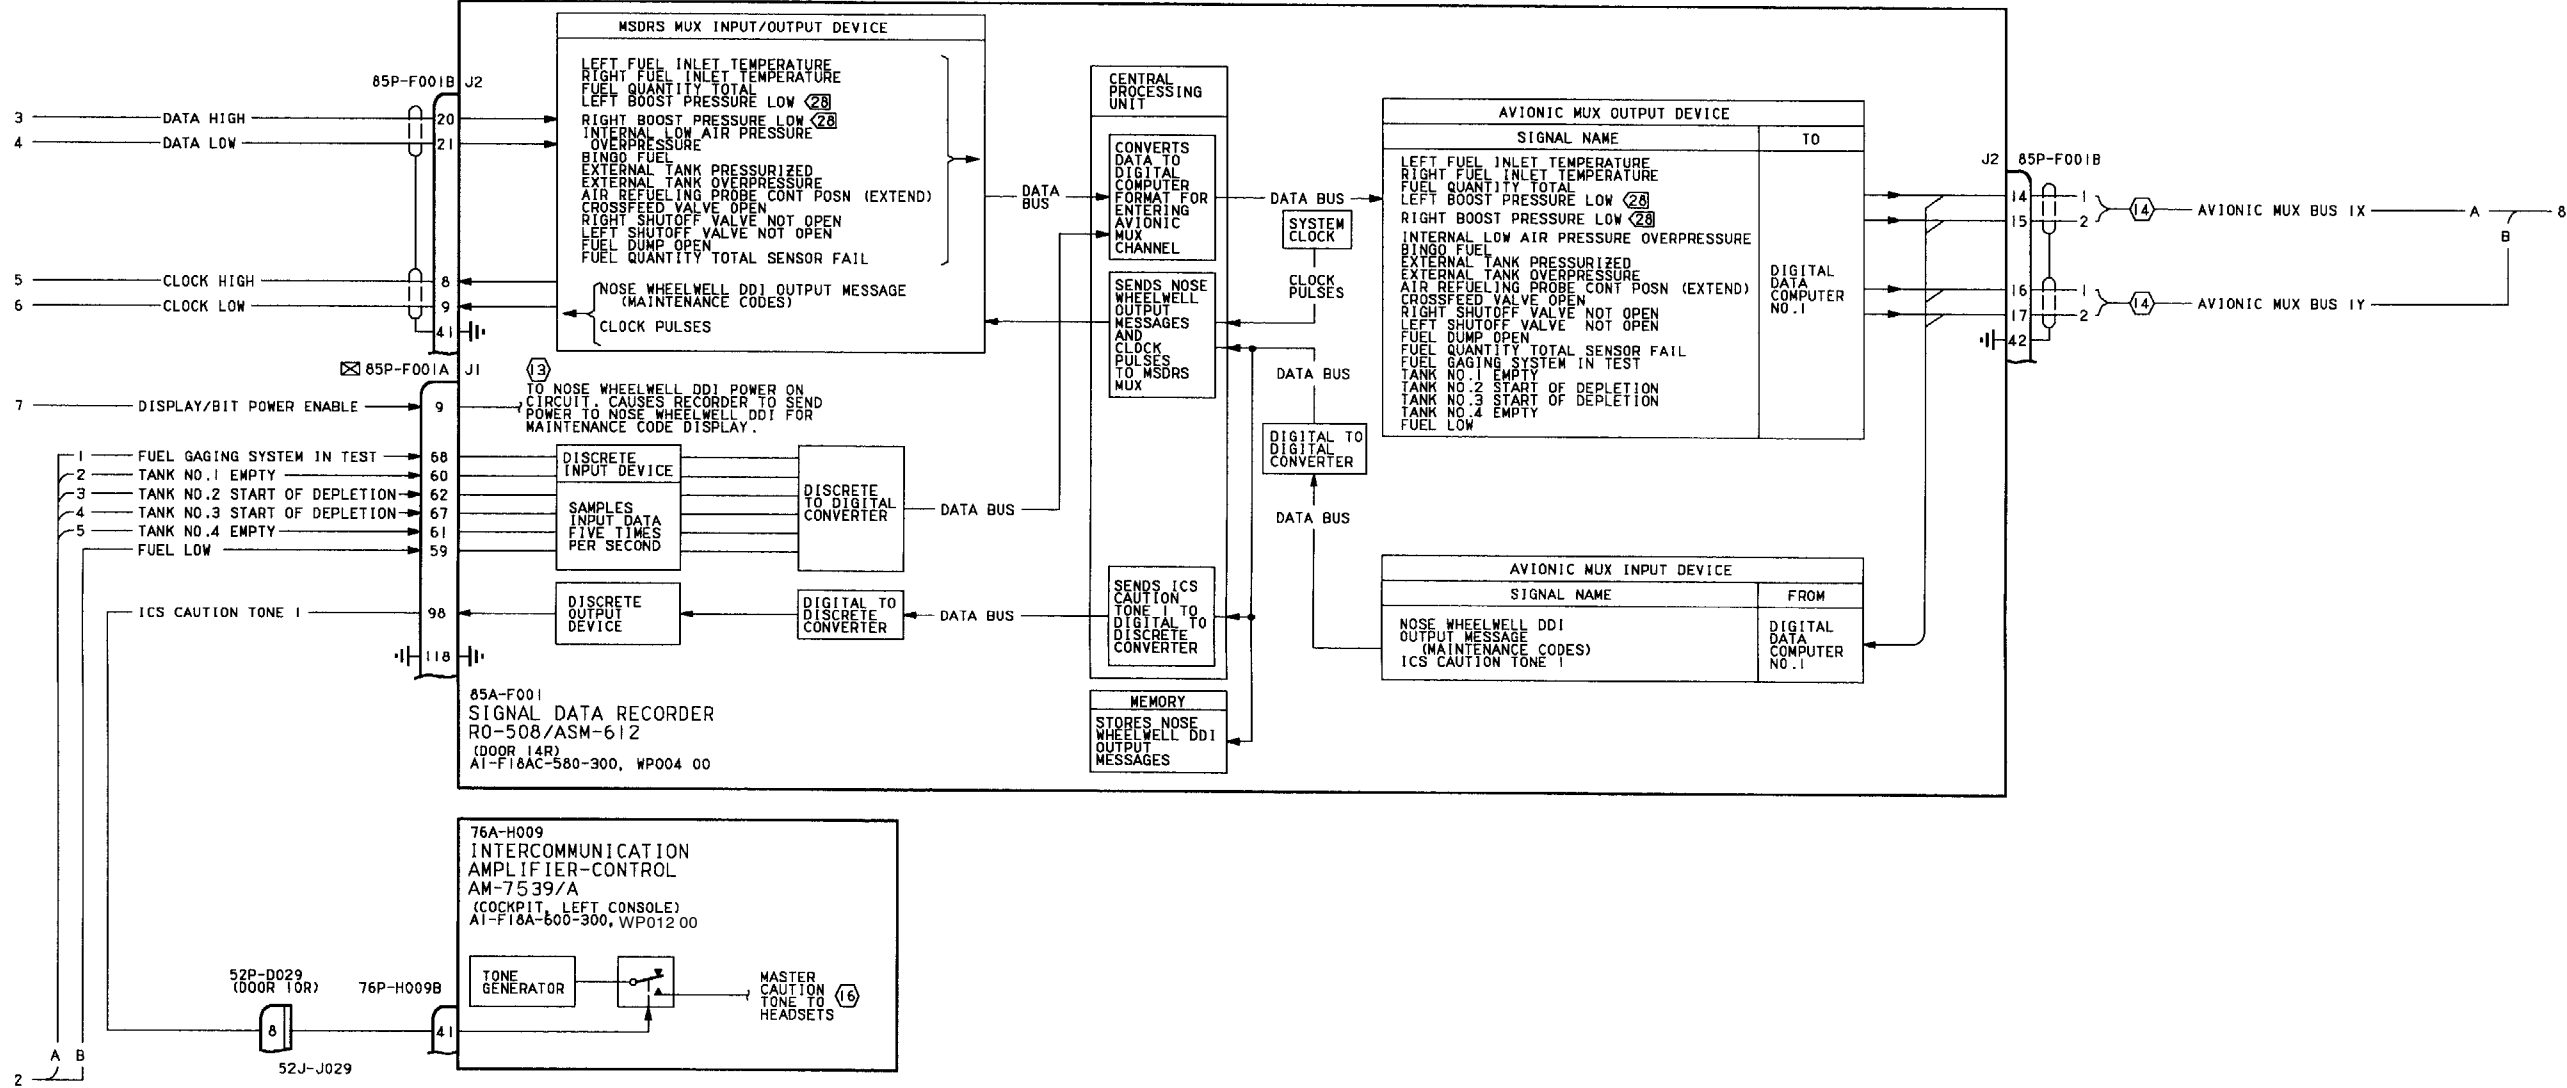 MSDRS MUX INPUT/OUTPUT DEVICE
LEFT FUEL INLET TEMPERATURE
RIGHT FUEL INLET TEMPERATURE
FUEL QUANTITY TOTAL
LEFT BOOST PRESSURE LOW 28
RIGHT BOOST PRESSURE LOW 28
INTERNAL LOW AIR PRESSURE
OVERPRESSURE
BINGO FUEL
EXTERNAL TANK PRESSURIZED
EXTERNAL TANK OVERPRESSURE
AIR REFUELING PROBE CONT POSN (EXTEND)
CROSSFEED VALVE OPEN
RIGHT SHUTOFF VALVE NOT OPEN
LEFT SHUTOFF VALVE NOT OPEN
FUEL DUMP OPEN
FUEL QUANTITY TOTAL SENSOR FAIL
NOSE WHEELWELL DDI OUTPUT MESSAGE
(MAINTENANCE CODES)
CLOCK PULSES
85P-F001B J2
3 DATA HIGH 20
4 DATA LOW 21
5 CLOCK HIGH 8
6 CLOCK LOW 9
41
85P-F001A J1
7 DISPLAY/BIT POWER ENABLE 9
13
TO NOSE WHEELWELL DDI POWER ON
CIRCUIT. CAUSES RECORDER TO SEND
POWER TO NOSE WHEELWELL DDI FOR
MAINTENANCE CODE DISPLAY.
1 FUEL GAGING SYSTEM IN TEST 68
2 TANK NO.1 EMPTY 60
3 TANK NO.2 START OF DEPLETION 62
4 TANK NO.3 START OF DEPLETION 67
5 TANK NO.4 EMPTY 61
FUEL LOW 59
ICS CAUTION TONE 1 98
118
DISCRETE
INPUT DEVICE
SAMPLES
INPUT DATA
FIVE TIMES
PER SECOND
DISCRETE
TO DIGITAL
CONVERTER
DATA BUS
DISCRETE
OUTPUT
DEVICE
DIGITAL TO
DISCRETE
CONVERTER
DATA BUS
DATA
BUS
CENTRAL
PROCESSING
UNIT
CONVERTS
DATA TO
DIGITAL
COMPUTER
FORMAT FOR
ENTERING
AVIONIC
MUX
CHANNEL
SENDS NOSE
WHEELWELL
OUTPUT
MESSAGES
AND
CLOCK
PULSES
TO MSDRS
MUX
SENDS ICS
CAUTION
TONE 1 TO
DIGITAL TO
DISCRETE
CONVERTER
MEMORY
STORES NOSE
WHEELWELL DDI
OUTPUT
MESSAGES
DATA BUS
SYSTEM
CLOCK
CLOCK
PULSES
DATA BUS
DIGITAL TO
DIGITAL
CONVERTER
DATA BUS
AVIONIC MUX OUTPUT DEVICE
SIGNAL NAME TO
LEFT FUEL INLET TEMPERATURE
RIGHT FUEL INLET TEMPERATURE
FUEL QUANTITY TOTAL
LEFT BOOST PRESSURE LOW 28
RIGHT BOOST PRESSURE LOW 28
INTERNAL LOW AIR PRESSURE OVERPRESSURE
BINGO FUEL
EXTERNAL TANK PRESSURIZED
EXTERNAL TANK OVERPRESSURE
AIR REFUELING PROBE CONT POSN (EXTEND)
CROSSFEED VALVE OPEN
RIGHT SHUTOFF VALVE NOT OPEN
LEFT SHUTOFF VALVE NOT OPEN
FUEL DUMP OPEN
FUEL QUANTITY TOTAL SENSOR FAIL
FUEL GAGING SYSTEM IN TEST
TANK NO.1 EMPTY
TANK NO.2 START OF DEPLETION
TANK NO.3 START OF DEPLETION
TANK NO.4 EMPTY
FUEL LOW
DIGITAL
DATA
COMPUTER
NO.1
AVIONIC MUX INPUT DEVICE
SIGNAL NAME FROM
NOSE WHEELWELL DDI
OUTPUT MESSAGE
(MAINTENANCE CODES)
ICS CAUTION TONE 1
DIGITAL
DATA
COMPUTER
NO.1
J2 85P-F001B
14 1
15 2
14 AVIONIC MUX BUS 1X A 8
B
16 1
17 2
14 AVIONIC MUX BUS 1Y
42
85A-F001
SIGNAL DATA RECORDER
RO-508/ASM-612
(DOOR 14R)
A1-F18AC-580-300, WP004 00
76A-H009
INTERCOMMUNICATION
AMPLIFIER-CONTROL
AM-7539/A
(COCKPIT, LEFT CONSOLE)
A1-F18A-600-300, WP012 00
TONE
GENERATOR
MASTER
CAUTION
TONE TO 16
HEADSETS
52P-D029
(DOOR 10R)
8
52J-J029
76P-H009B
41
A B
2